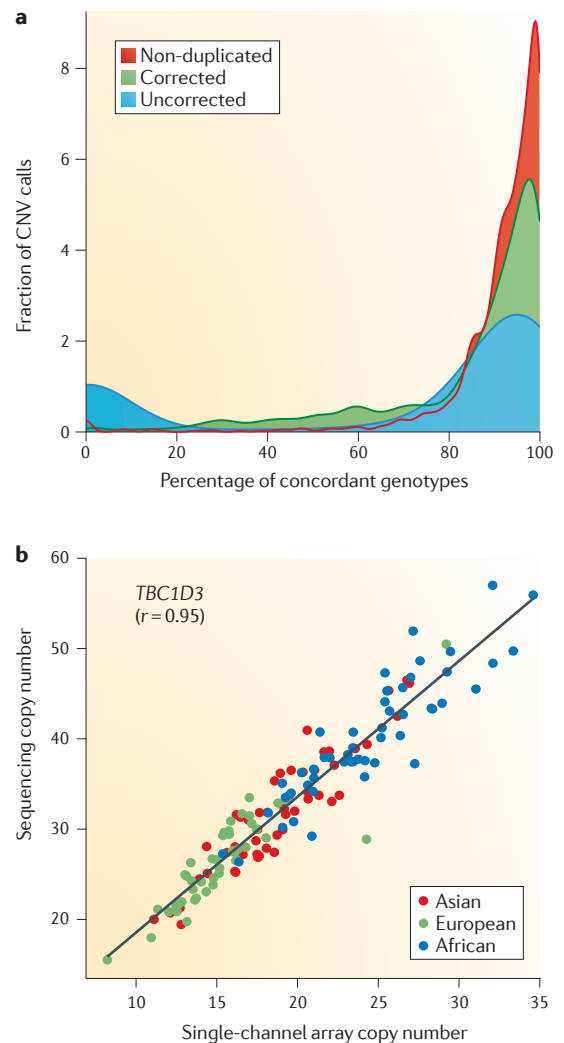 a
Non-duplicated
Corrected
Uncorrected
8
6
4
2
0
Fraction of CNV calls
0 20 40 60 80 100
Percentage of concordant genotypes
b
TBC1D3
(r = 0.95)
60
50
40
30
20
Sequencing copy number
Asian
European
African
10 15 20 25 30 35
Single-channel array copy number